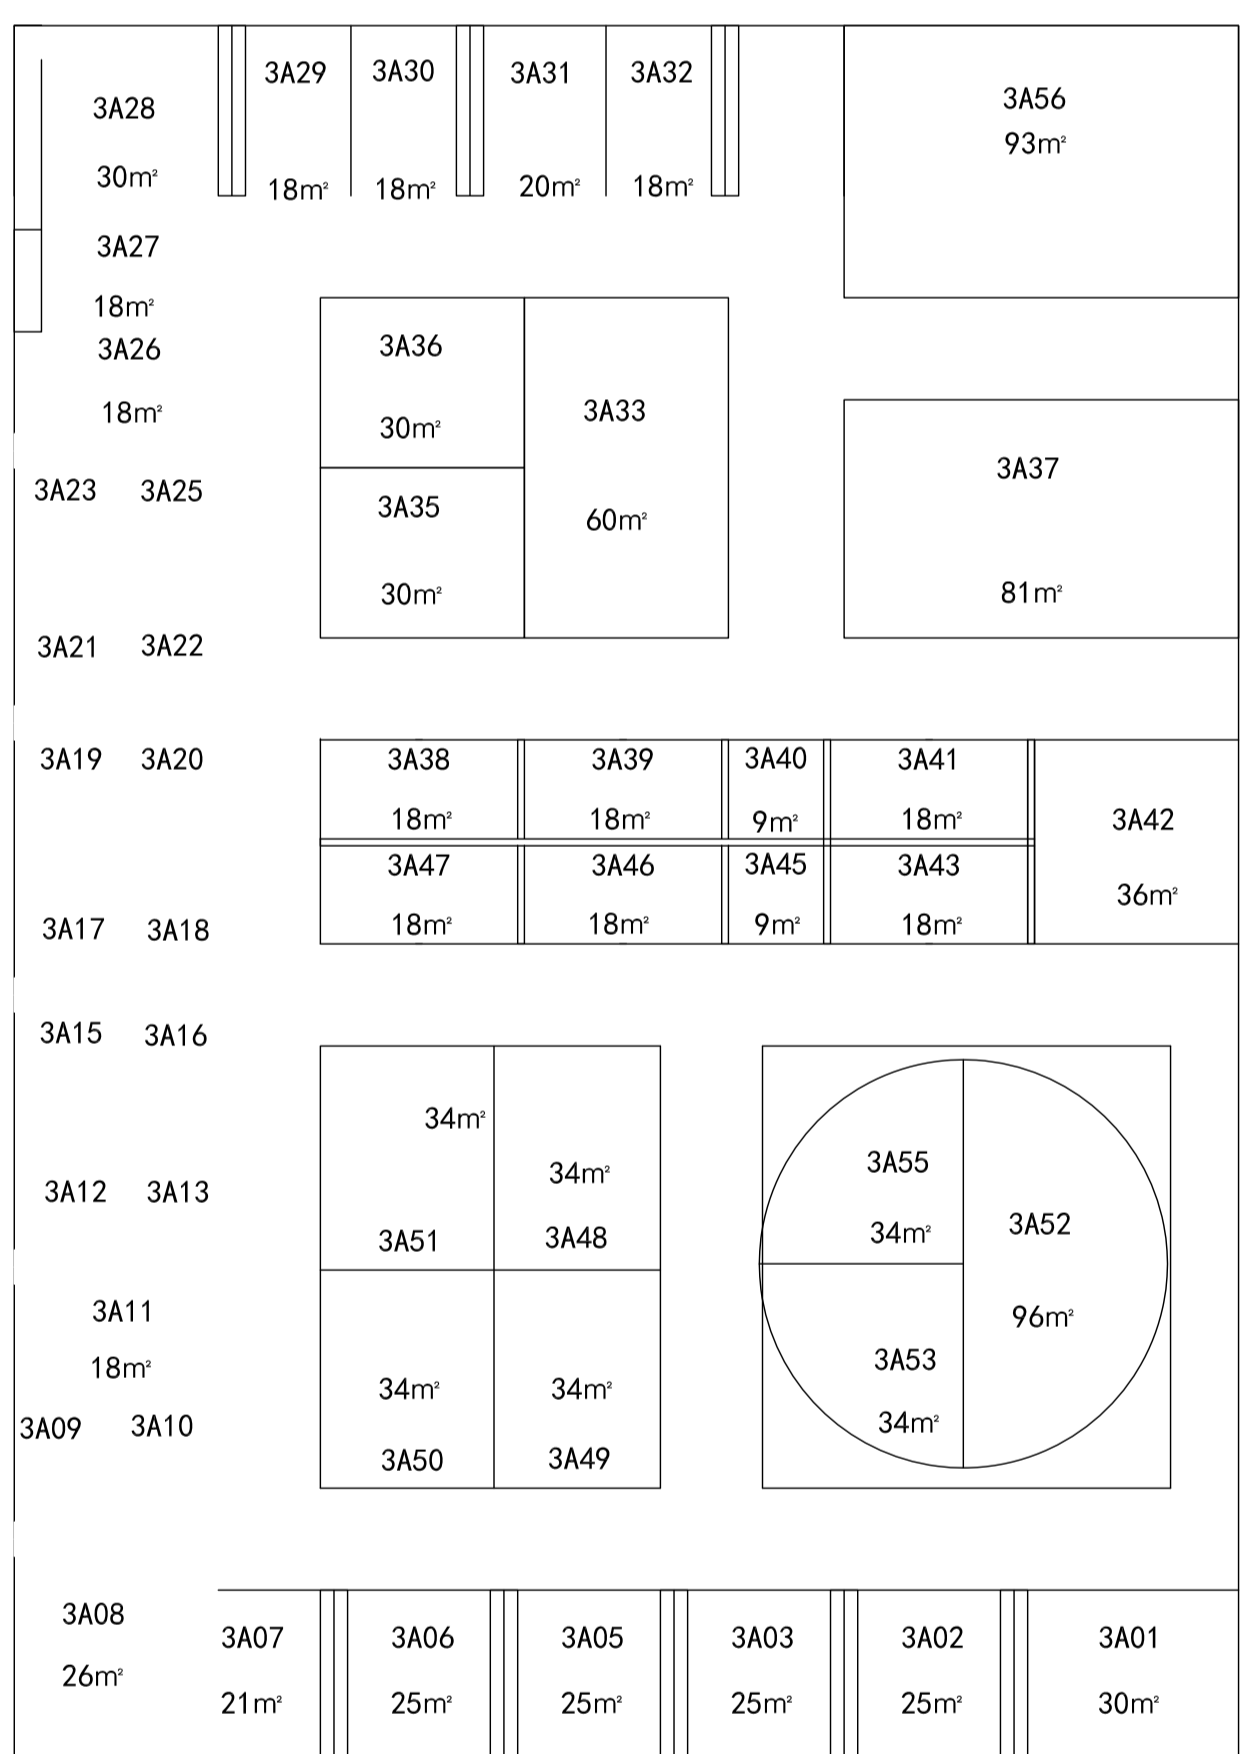 3A28
30m²
3A29
18m²
3A30
18m²
3A31
20m²
3A32
18m²
3A56
93m²
3A27
18m²
3A26
18m²
3A36
30m²
3A33
60m²
3A35
30m²
3A37
81m²
3A23
3A25
3A21
3A22
3A19
3A20
3A38
18m²
3A39
18m²
3A40
9m²
3A41
18m²
3A42
36m²
3A47
18m²
3A46
18m²
3A45
9m²
3A43
18m²
3A17
3A18
3A15
3A16
34m²
3A51
34m²
3A48
3A55
34m²
3A52
96m²
3A12
3A13
3A11
18m²
3A09
3A10
34m²
3A50
34m²
3A49
3A53
34m²
3A08
26m²
3A07
21m²
3A06
25m²
3A05
25m²
3A03
25m²
3A02
25m²
3A01
30m²